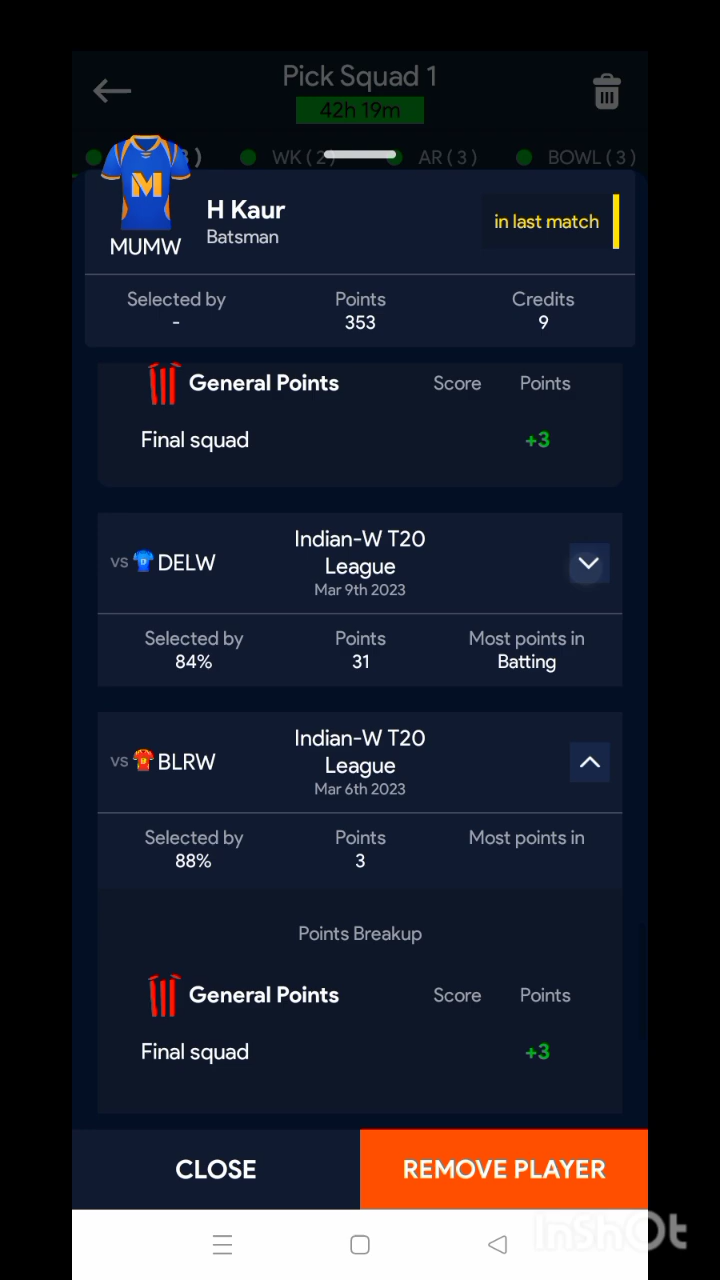 Pick Squad 1
42h 19m
WK ( 2
AR ( 3 )
BOWL ( 3 )
M
MUMW
H Kaur
Batsman
in last match
Selected by
Points
Credits
-
353
9
General Points
Score
Points
Final squad
+3
vs DELW
Indian-W T20
League
Mar 9th 2023
Selected by
Points
Most points in
84%
31
Batting
vs BLRW
Indian-W T20
League
Mar 6th 2023
Selected by
Points
Most points in
88%
3
Points Breakup
General Points
Score
Points
Final squad
+3
CLOSE
REMOVE PLAYER
InShOt